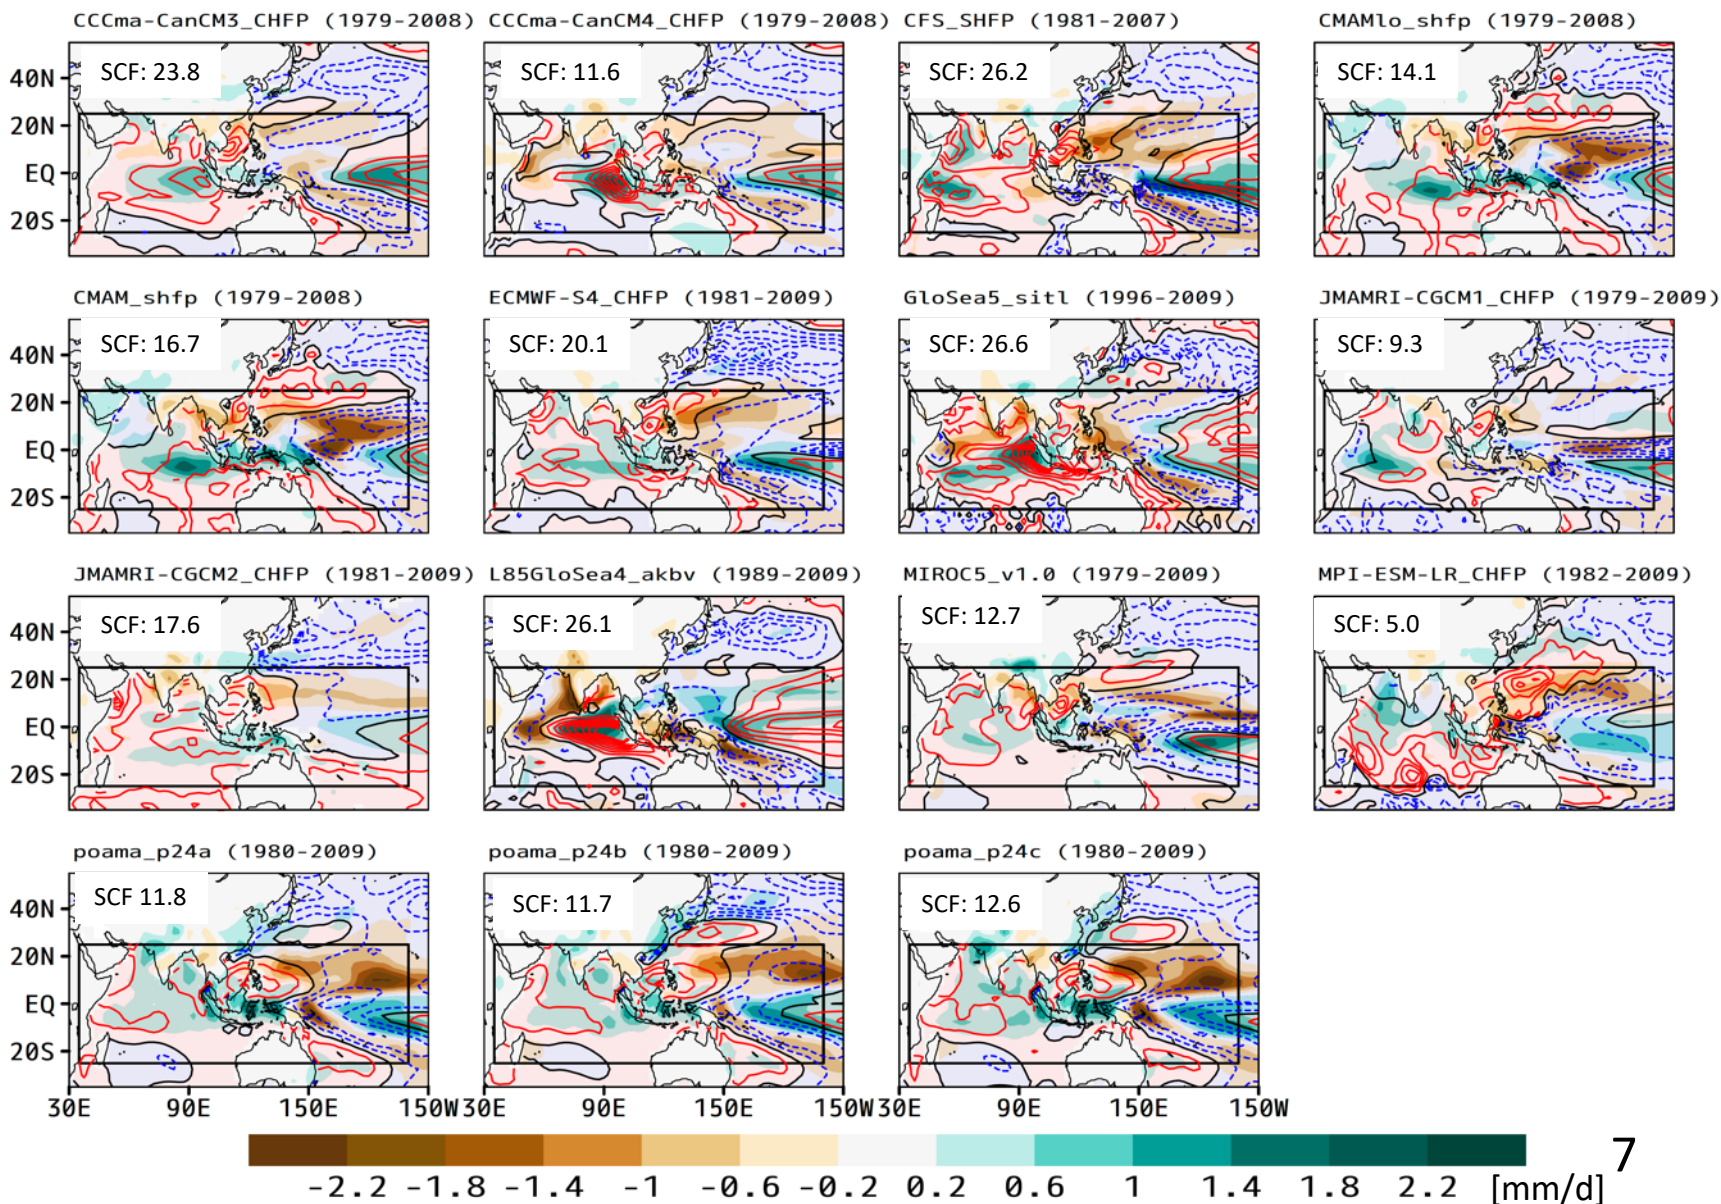 CCCma-CanCM3_CHFP (1979-2008) CCCma-CanCM4_CHFP (1979-2008) CFS_SHFP (1981-2007) CMAMlo_shfp (1979-2008)
SCF: 23.8 SCF: 11.6 SCF: 26.2 SCF: 14.1
40N
20N
EQ
20S
CMAM_shfp (1979-2008) ECMWF-S4_CHFP (1981-2009) GloSea5_sitl (1996-2009) JMAMRI-CGCM1_CHFP (1979-2009)
SCF: 16.7 SCF: 20.1 SCF: 26.6 SCF: 9.3
40N
20N
EQ
20S
JMAMRI-CGCM2_CHFP (1981-2009) L85GloSea4_akbv (1989-2009) MIROC5_v1.0 (1979-2009) MPI-ESM-LR_CHFP (1982-2009)
SCF: 17.6 SCF: 26.1 SCF: 12.7 SCF: 5.0
40N
20N
EQ
20S
poama_p24a (1980-2009) poama_p24b (1980-2009) poama_p24c (1980-2009)
SCF 11.8 SCF: 11.7 SCF: 12.6
40N
20N
EQ
20S
30E 90E 150E 150W 30E 90E 150E 150W 30E 90E 150E 150W
7
-2.2 -1.8 -1.4 -1 -0.6 -0.2 0.2 0.6 1 1.4 1.8 2.2 [mm/d]